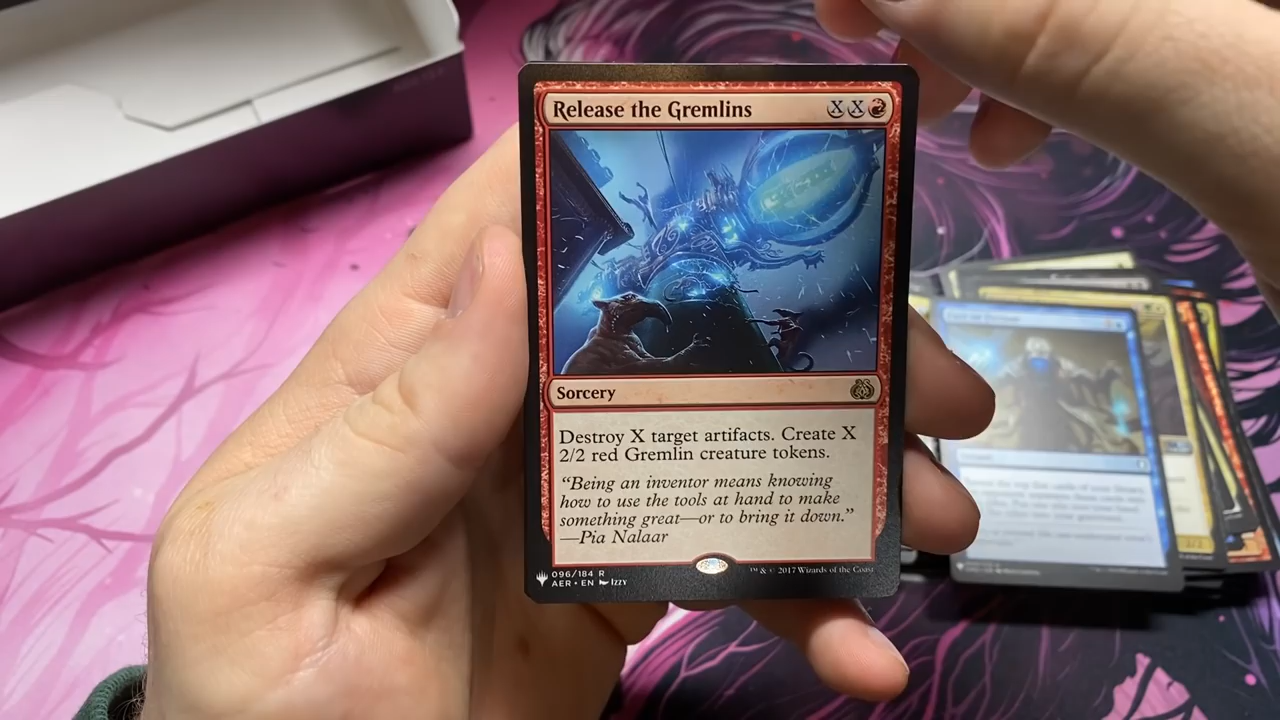 Release the Gremlins XX
Sorcery
Destroy X target artifacts. Create X
2/2 red Gremlin creature tokens.
“Being an inventor means knowing
how to use the tools at hand to make
something great—or to bring it down.”
—Pia Nalaar
096/184 R
AER • EN IZZY
™ & © 2017 Wizards of the Coast